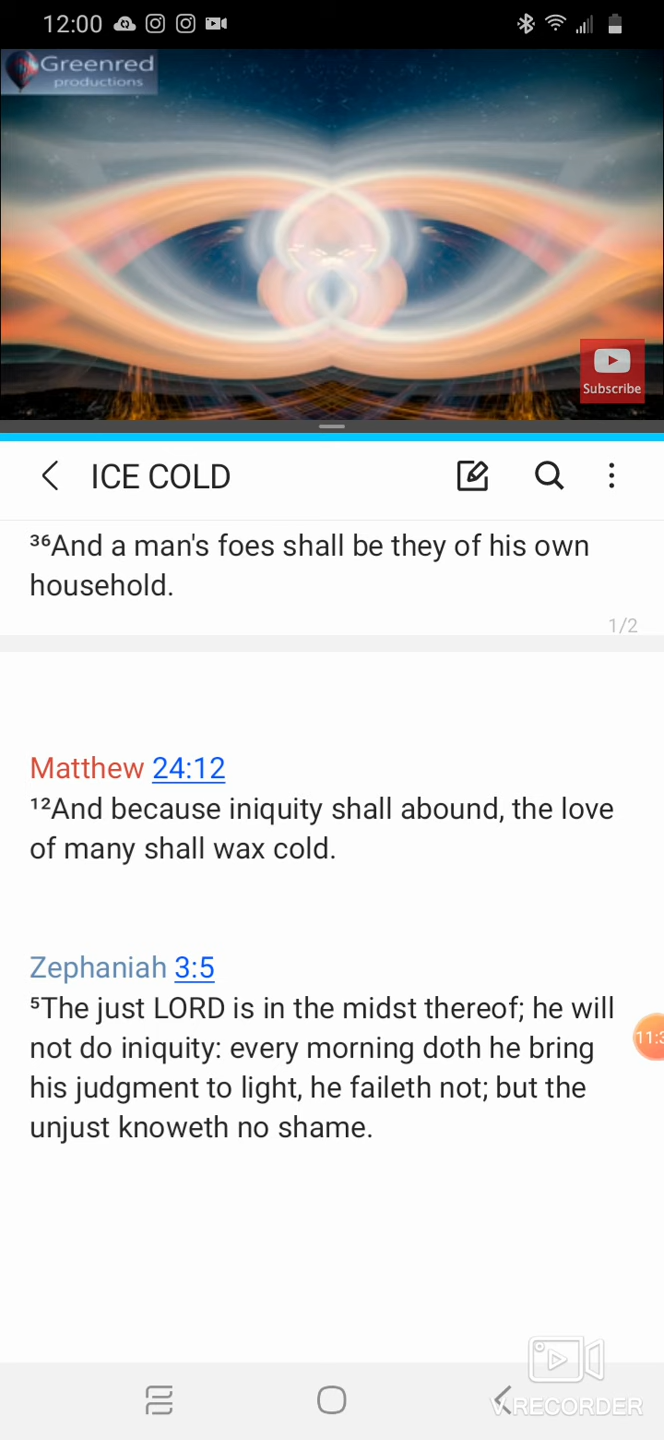 12:00
Greenred
productions
Subscribe
ICE COLD
³⁶And a man's foes shall be they of his own
household.
1/2
Matthew 24:12
¹²And because iniquity shall abound, the love
of many shall wax cold.
Zephaniah 3:5
⁵The just LORD is in the midst thereof; he will
not do iniquity: every morning doth he bring
his judgment to light, he faileth not; but the
unjust knoweth no shame.
V.RECORDER